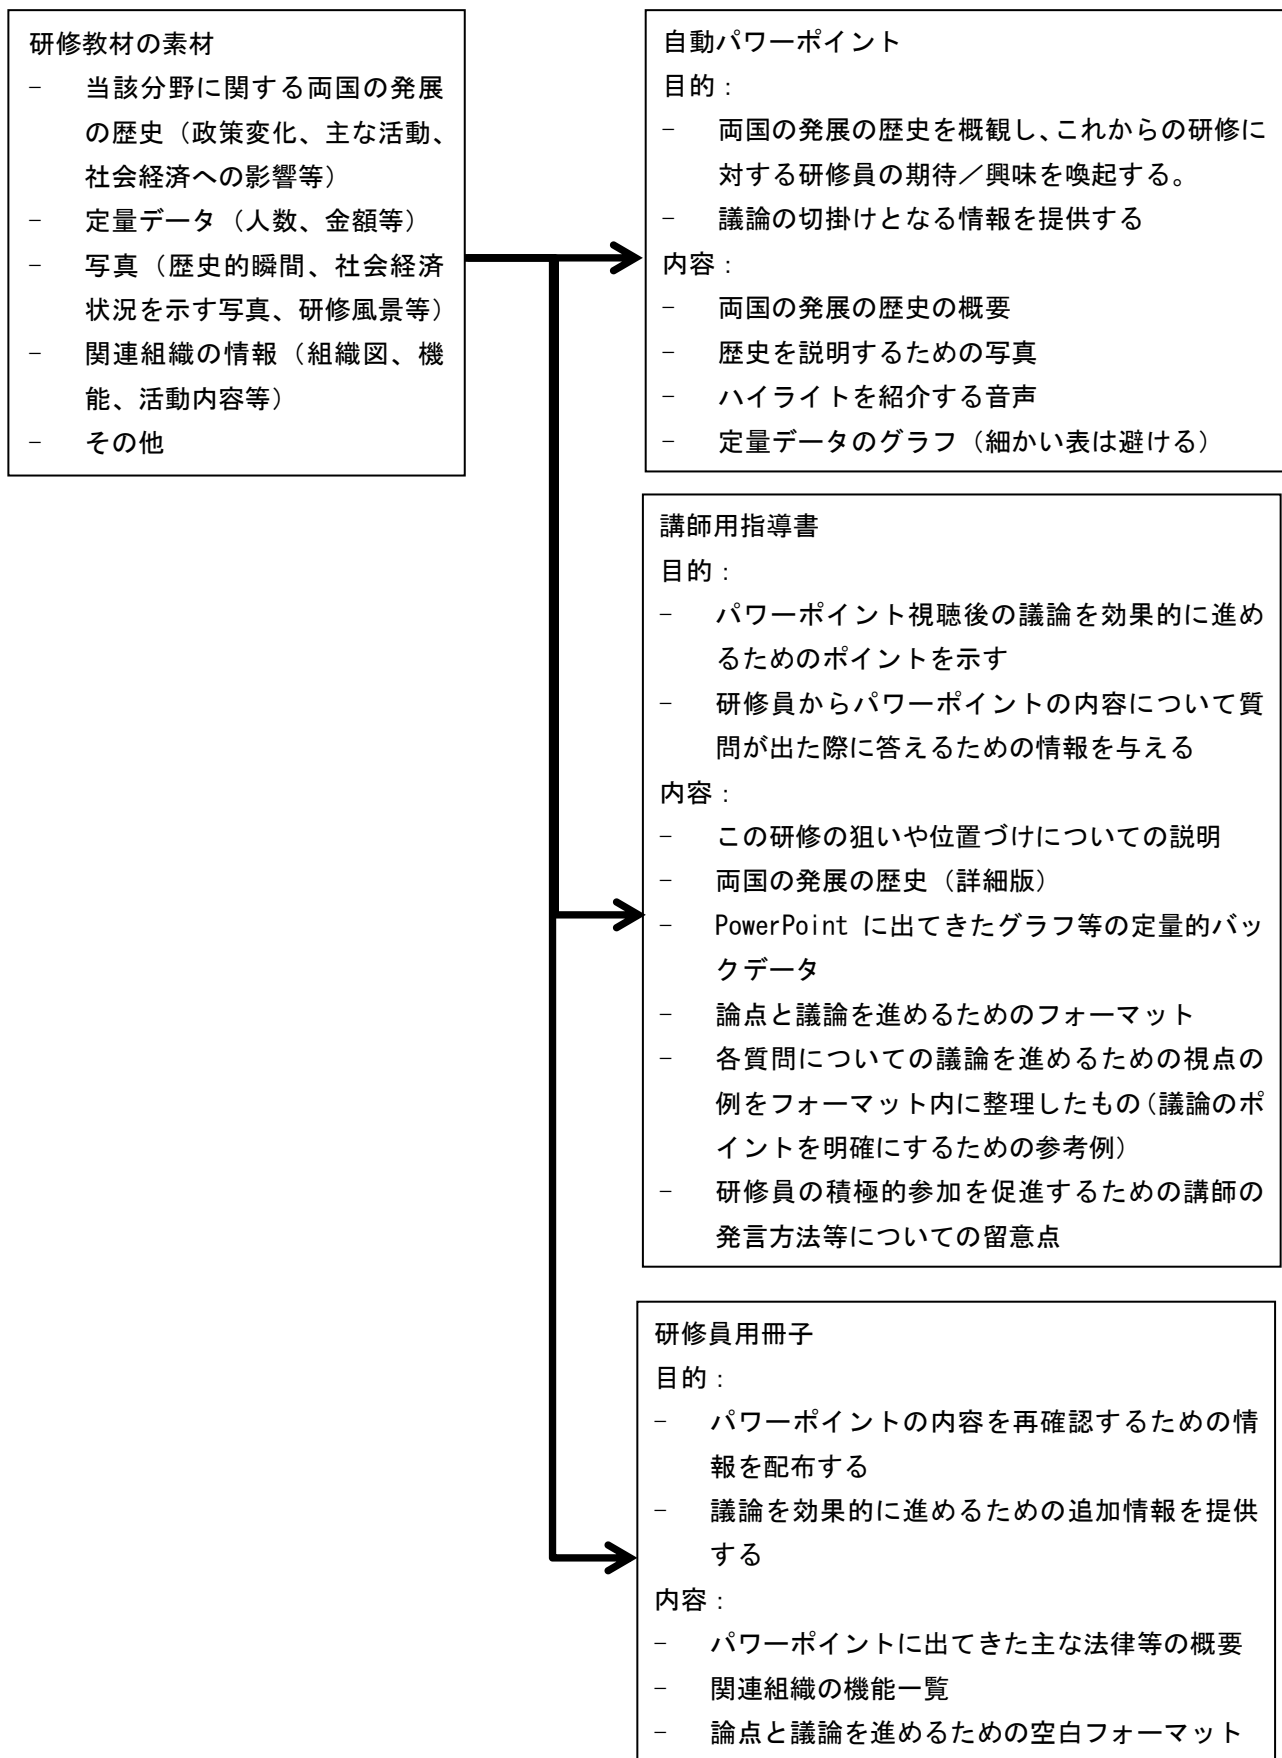 研修教材の素材
－ 当該分野に関する両国の発展
の歴史（政策変化、主な活動、
社会経済への影響等）
－ 定量データ（人数、金額等）
－ 写真（歴史的瞬間、社会経済
状況を示す写真、研修風景等）
－ 関連組織の情報（組織図、機
能、活動内容等）
－ その他
自動パワーポイント
目的：
－ 両国の発展の歴史を概観し、これからの研修に
対する研修員の期待／興味を喚起する。
－ 議論の切掛けとなる情報を提供する
内容：
－ 両国の発展の歴史の概要
－ 歴史を説明するための写真
－ ハイライトを紹介する音声
－ 定量データのグラフ（細かい表は避ける）
講師用指導書
目的：
－ パワーポイント視聴後の議論を効果的に進め
るためのポイントを示す
－ 研修員からパワーポイントの内容について質
問が出た際に答えるための情報を与える
内容：
－ この研修の狙いや位置づけについての説明
－ 両国の発展の歴史（詳細版）
－ PowerPoint に出てきたグラフ等の定量的バッ
クデータ
－ 論点と議論を進めるためのフォーマット
－ 各質問についての議論を進めるための視点の
例をフォーマット内に整理したもの（議論のポ
イントを明確にするための参考例）
－ 研修員の積極的参加を促進するための講師の
発言方法等についての留意点
研修員用冊子
目的：
－ パワーポイントの内容を再確認するための情
報を配布する
－ 議論を効果的に進めるための追加情報を提供
する
内容：
－ パワーポイントに出てきた主な法律等の概要
－ 関連組織の機能一覧
－ 論点と議論を進めるための空白フォーマット